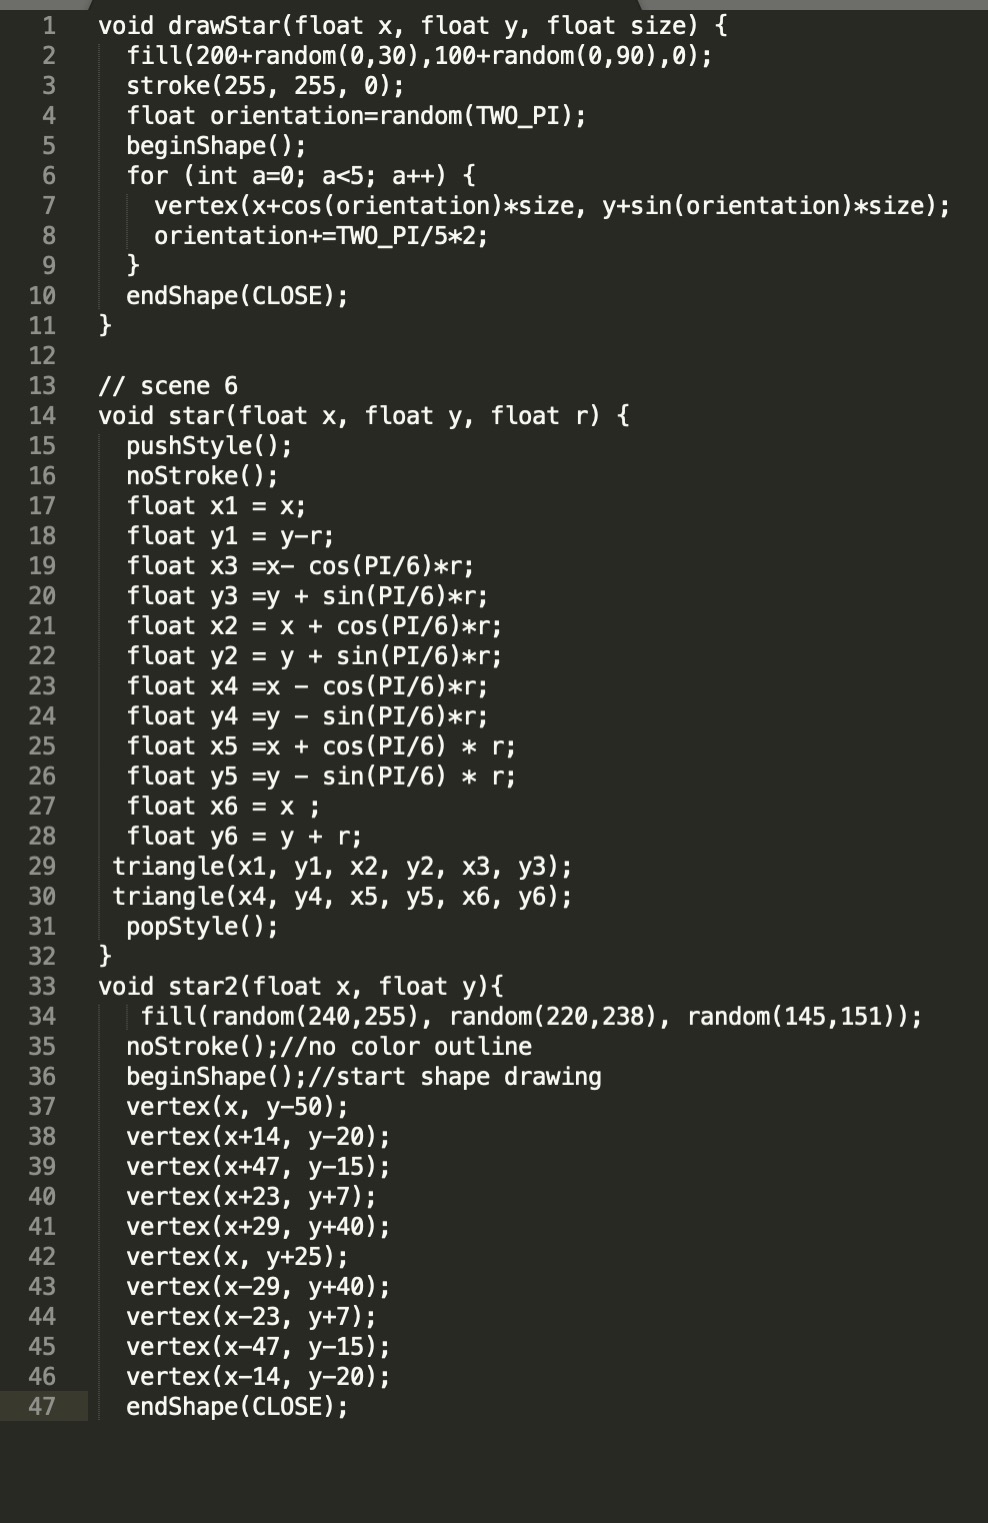 1 void drawStar(float x, float y, float size) {
2 fill(200+random(0,30),100+random(0,90),0);
3 stroke(255, 255, 0);
4 float orientation=random(TWO_PI);
5 beginShape();
6 for (int a=0; a<5; a++) {
7 vertex(x+cos(orientation)*size, y+sin(orientation)*size);
8 orientation+=TWO_PI/5*2;
9 }
10 endShape(CLOSE);
11 }
12
13 // scene 6
14 void star(float x, float y, float r) {
15 pushStyle();
16 noStroke();
17 float x1 = x;
18 float y1 = y-r;
19 float x3 =x- cos(PI/6)*r;
20 float y3 =y + sin(PI/6)*r;
21 float x2 = x + cos(PI/6)*r;
22 float y2 = y + sin(PI/6)*r;
23 float x4 =x - cos(PI/6)*r;
24 float y4 =y - sin(PI/6)*r;
25 float x5 =x + cos(PI/6) * r;
26 float y5 =y - sin(PI/6) * r;
27 float x6 = x ;
28 float y6 = y + r;
29 triangle(x1, y1, x2, y2, x3, y3);
30 triangle(x4, y4, x5, y5, x6, y6);
31 popStyle();
32 }
33 void star2(float x, float y){
34 fill(random(240,255), random(220,238), random(145,151));
35 noStroke();//no color outline
36 beginShape();//start shape drawing
37 vertex(x, y-50);
38 vertex(x+14, y-20);
39 vertex(x+47, y-15);
40 vertex(x+23, y+7);
41 vertex(x+29, y+40);
42 vertex(x, y+25);
43 vertex(x-29, y+40);
44 vertex(x-23, y+7);
45 vertex(x-47, y-15);
46 vertex(x-14, y-20);
47 endShape(CLOSE);